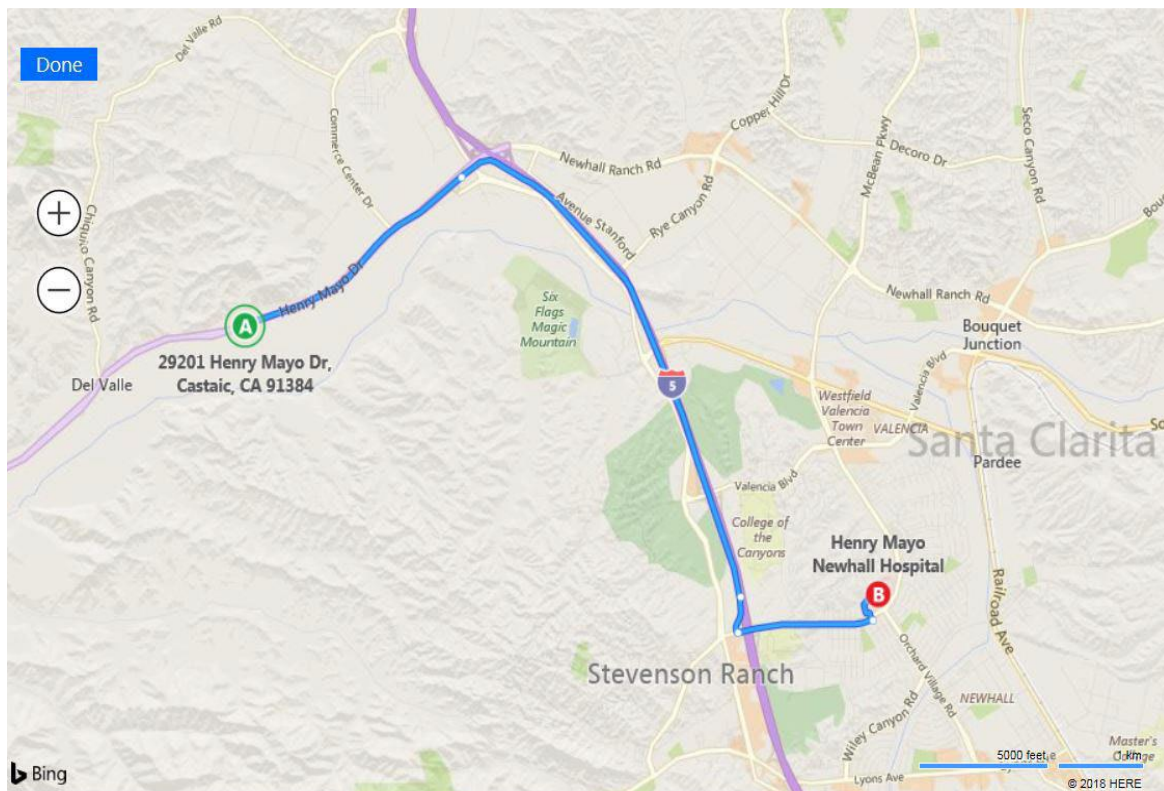 Del Valle Rd
Done
Commerce Center Dr
Copper Hill Dr
McBean Pkwy
Seco Canyon Rd
Newhall Ranch Rd
Decoro Dr
Avenue Stanford
Rye Canyon Rd
Chiquito Canyon Rd
Henry Mayo Dr
A
29201 Henry Mayo Dr,
Castaic, CA 91384
Del Valle
Six
Flags
Magic
Mountain
Newhall Ranch Rd
Bouquet
Junction
5
Valencia Blvd
Westfield
Valencia
Town
Center
VALENCIA
Santa Clarita
Pardee
Valencia Blvd
College of
the
Canyons
Henry Mayo
Newhall Hospital
B
Railroad Ave
Orchard Village Rd
Stevenson Ranch
NEWHALL
Wiley Canyon Rd
Master's
College
5000 feet
1 Km
Lyons Ave
Bing
© 2018 HERE